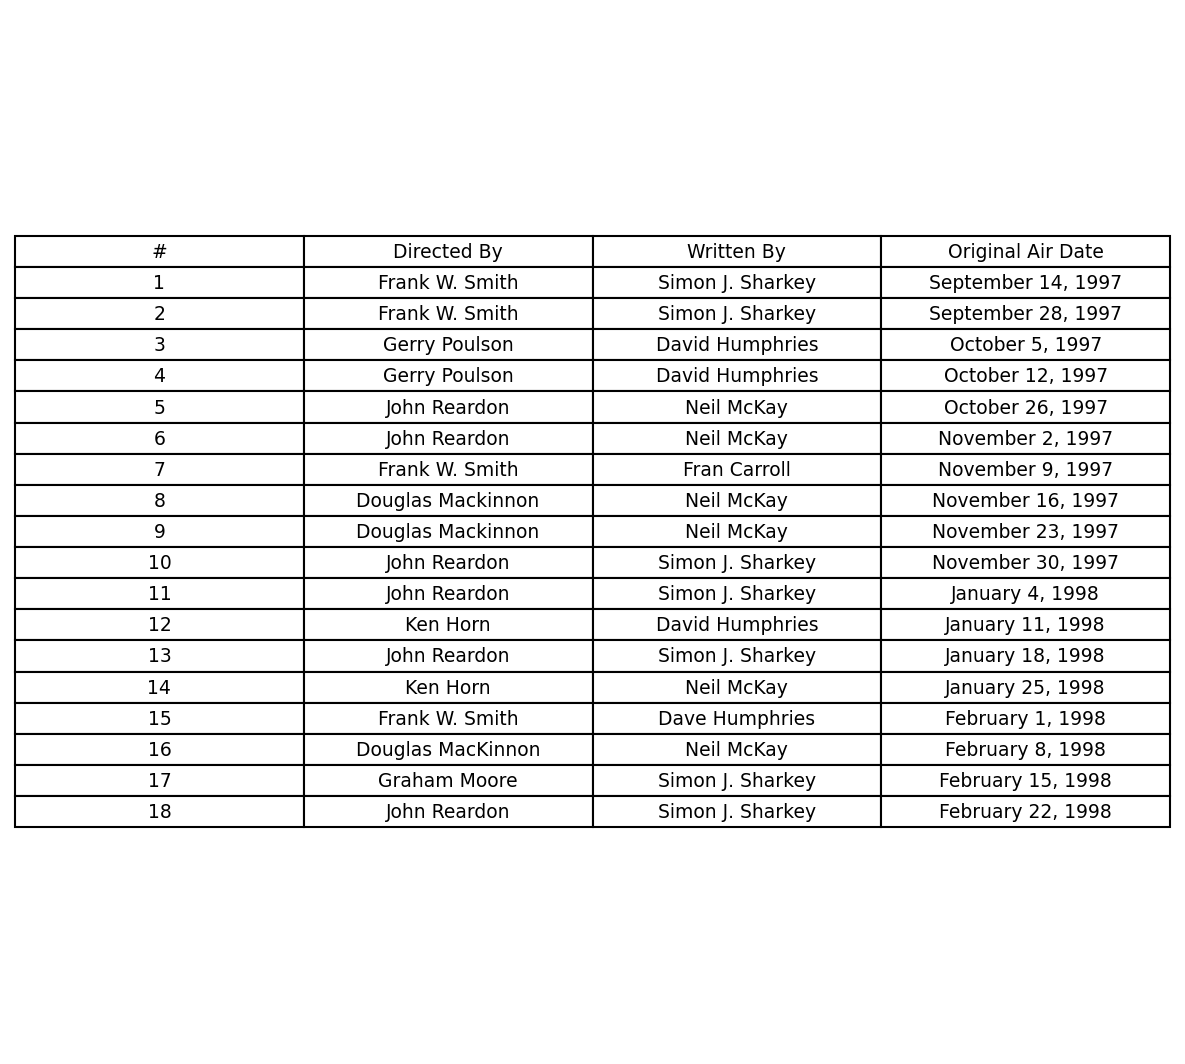 # Directed By Written By Original Air Date
1 Frank W. Smith Simon J. Sharkey September 14, 1997
2 Frank W. Smith Simon J. Sharkey September 28, 1997
3 Gerry Poulson David Humphries October 5, 1997
4 Gerry Poulson David Humphries October 12, 1997
5 John Reardon Neil McKay October 26, 1997
6 John Reardon Neil McKay November 2, 1997
7 Frank W. Smith Fran Carroll November 9, 1997
8 Douglas Mackinnon Neil McKay November 16, 1997
9 Douglas Mackinnon Neil McKay November 23, 1997
10 John Reardon Simon J. Sharkey November 30, 1997
11 John Reardon Simon J. Sharkey January 4, 1998
12 Ken Horn David Humphries January 11, 1998
13 John Reardon Simon J. Sharkey January 18, 1998
14 Ken Horn Neil McKay January 25, 1998
15 Frank W. Smith Dave Humphries February 1, 1998
16 Douglas MacKinnon Neil McKay February 8, 1998
17 Graham Moore Simon J. Sharkey February 15, 1998
18 John Reardon Simon J. Sharkey February 22, 1998